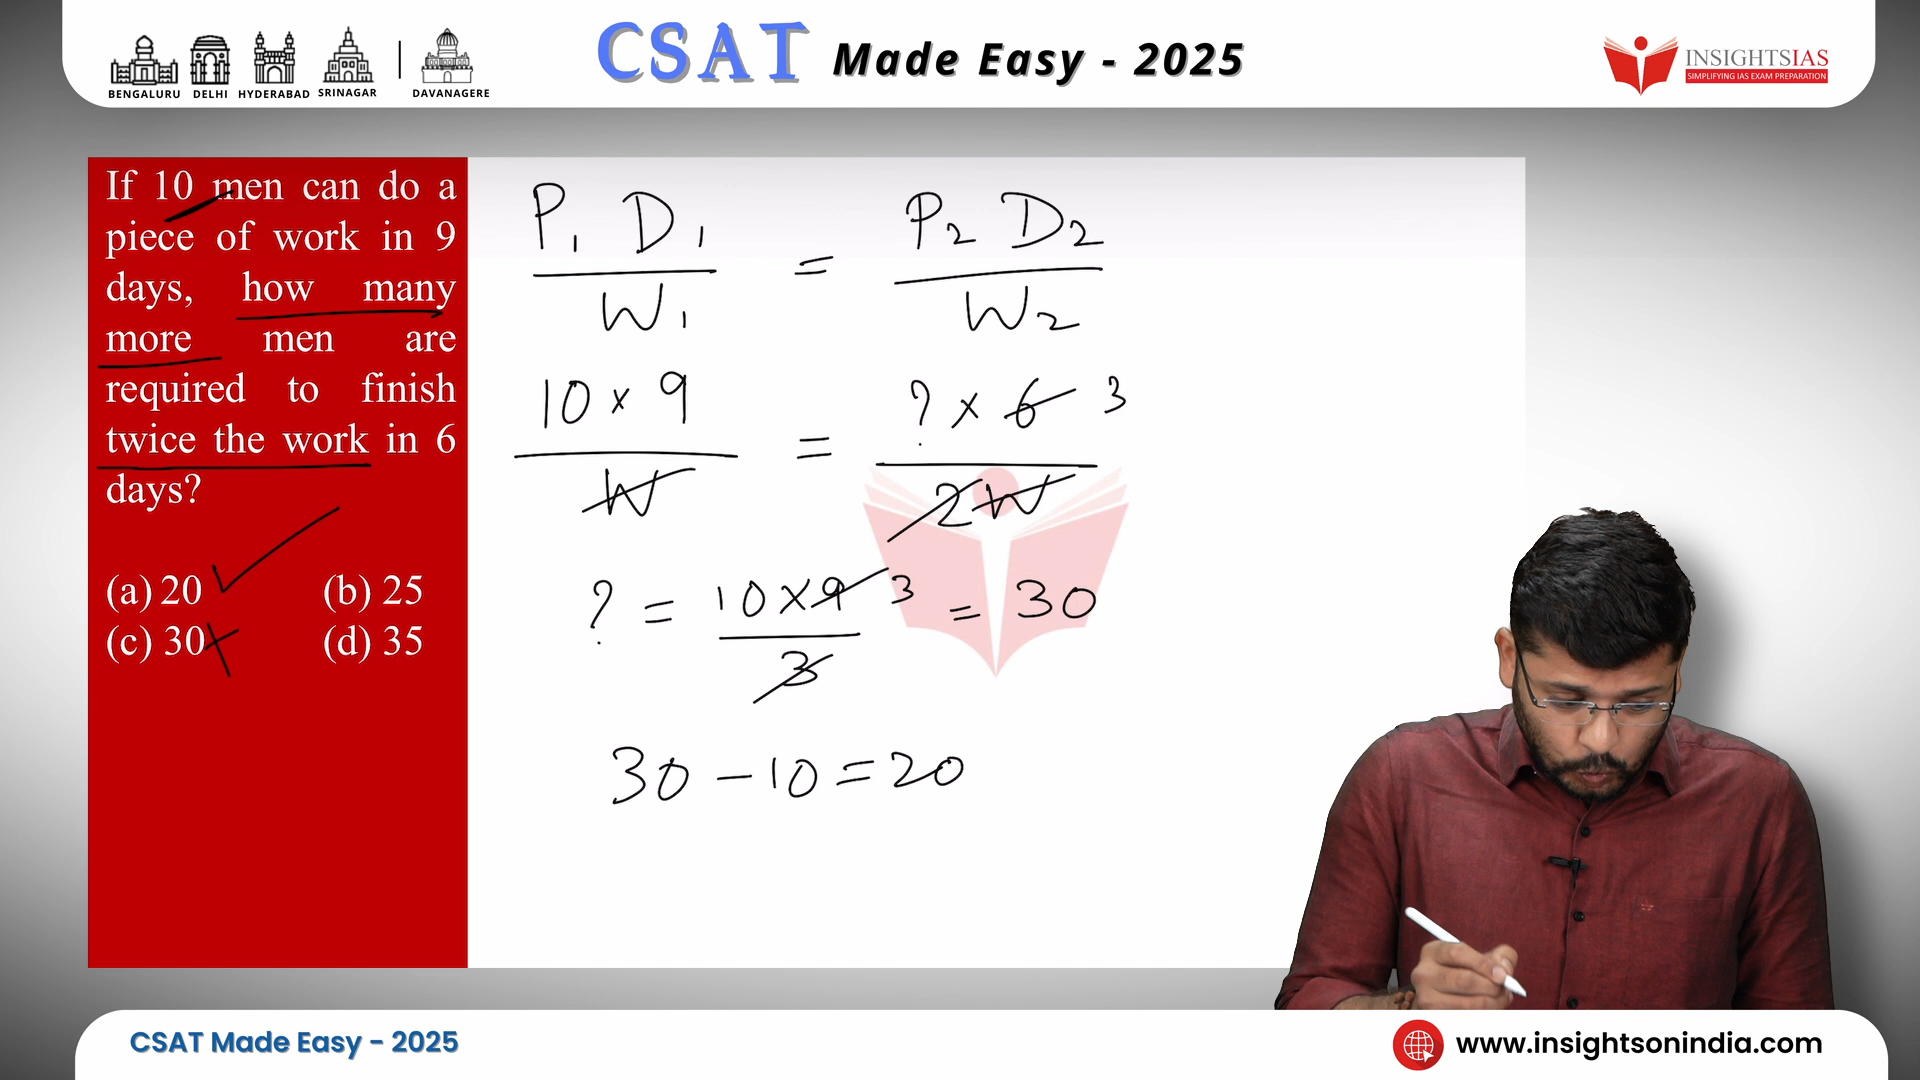 CSAT Made Easy - 2025
BENGALURU DELHI HYDERABAD SRINAGAR DAVANAGERE
INSIGHTSIAS
SIMPLIFYING IAS EXAM PREPARATION
If 10 men can do a
piece of work in 9
days, how many
more men are
required to finish
twice the work in 6
days?
(a) 20 (b) 25
(c) 30 (d) 35
P₁ D₁ = P₂ D₂
W₁ W₂
10 × 9 = ? × 6 3
W 2W
? = 10×9 3 = 30
3
30 - 10 = 20
CSAT Made Easy - 2025
www.insightsonindia.com